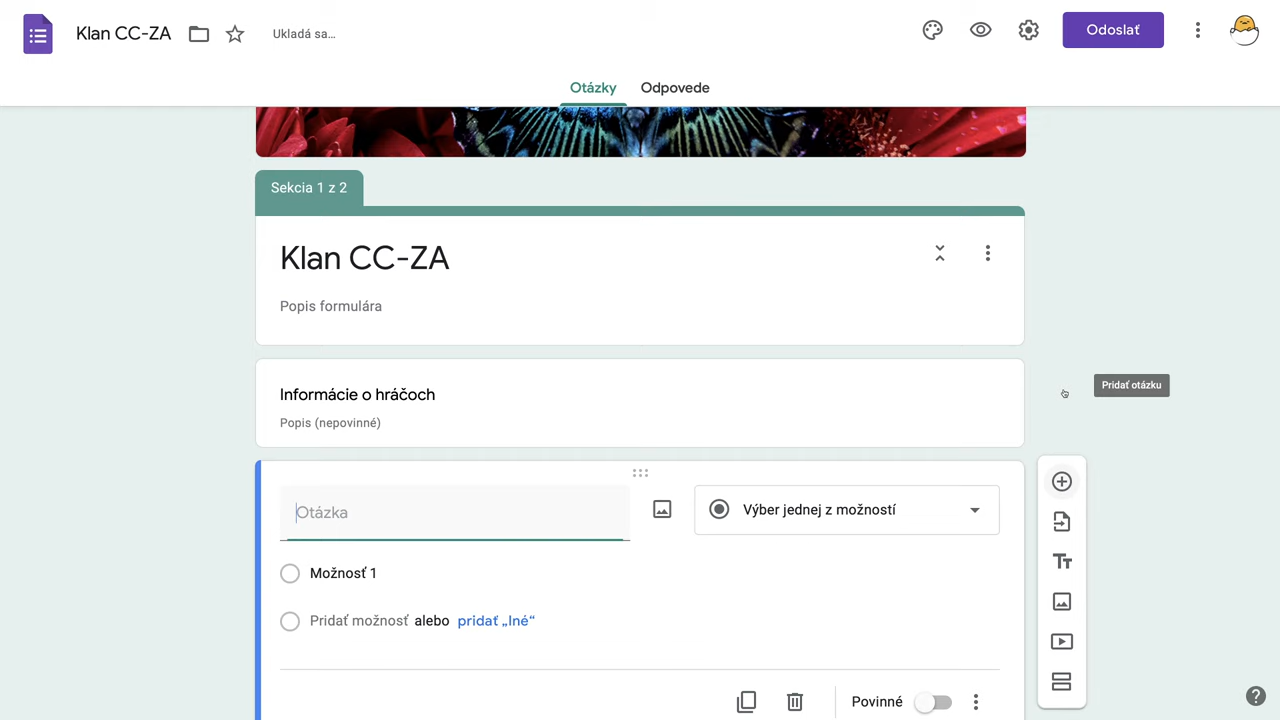 Klan CC-ZA
Ukladá sa…
Odoslať
Otázky
Odpovede
Sekcia 1 z 2
Klan CC-ZA
Popis formulára
Informácie o hráčoch
Popis (nepovinné)
Pridať otázku
Otázka
Výber jednej z možností
Možnosť 1
Pridať možnosť alebo pridať „Iné“
Tт
Povinné